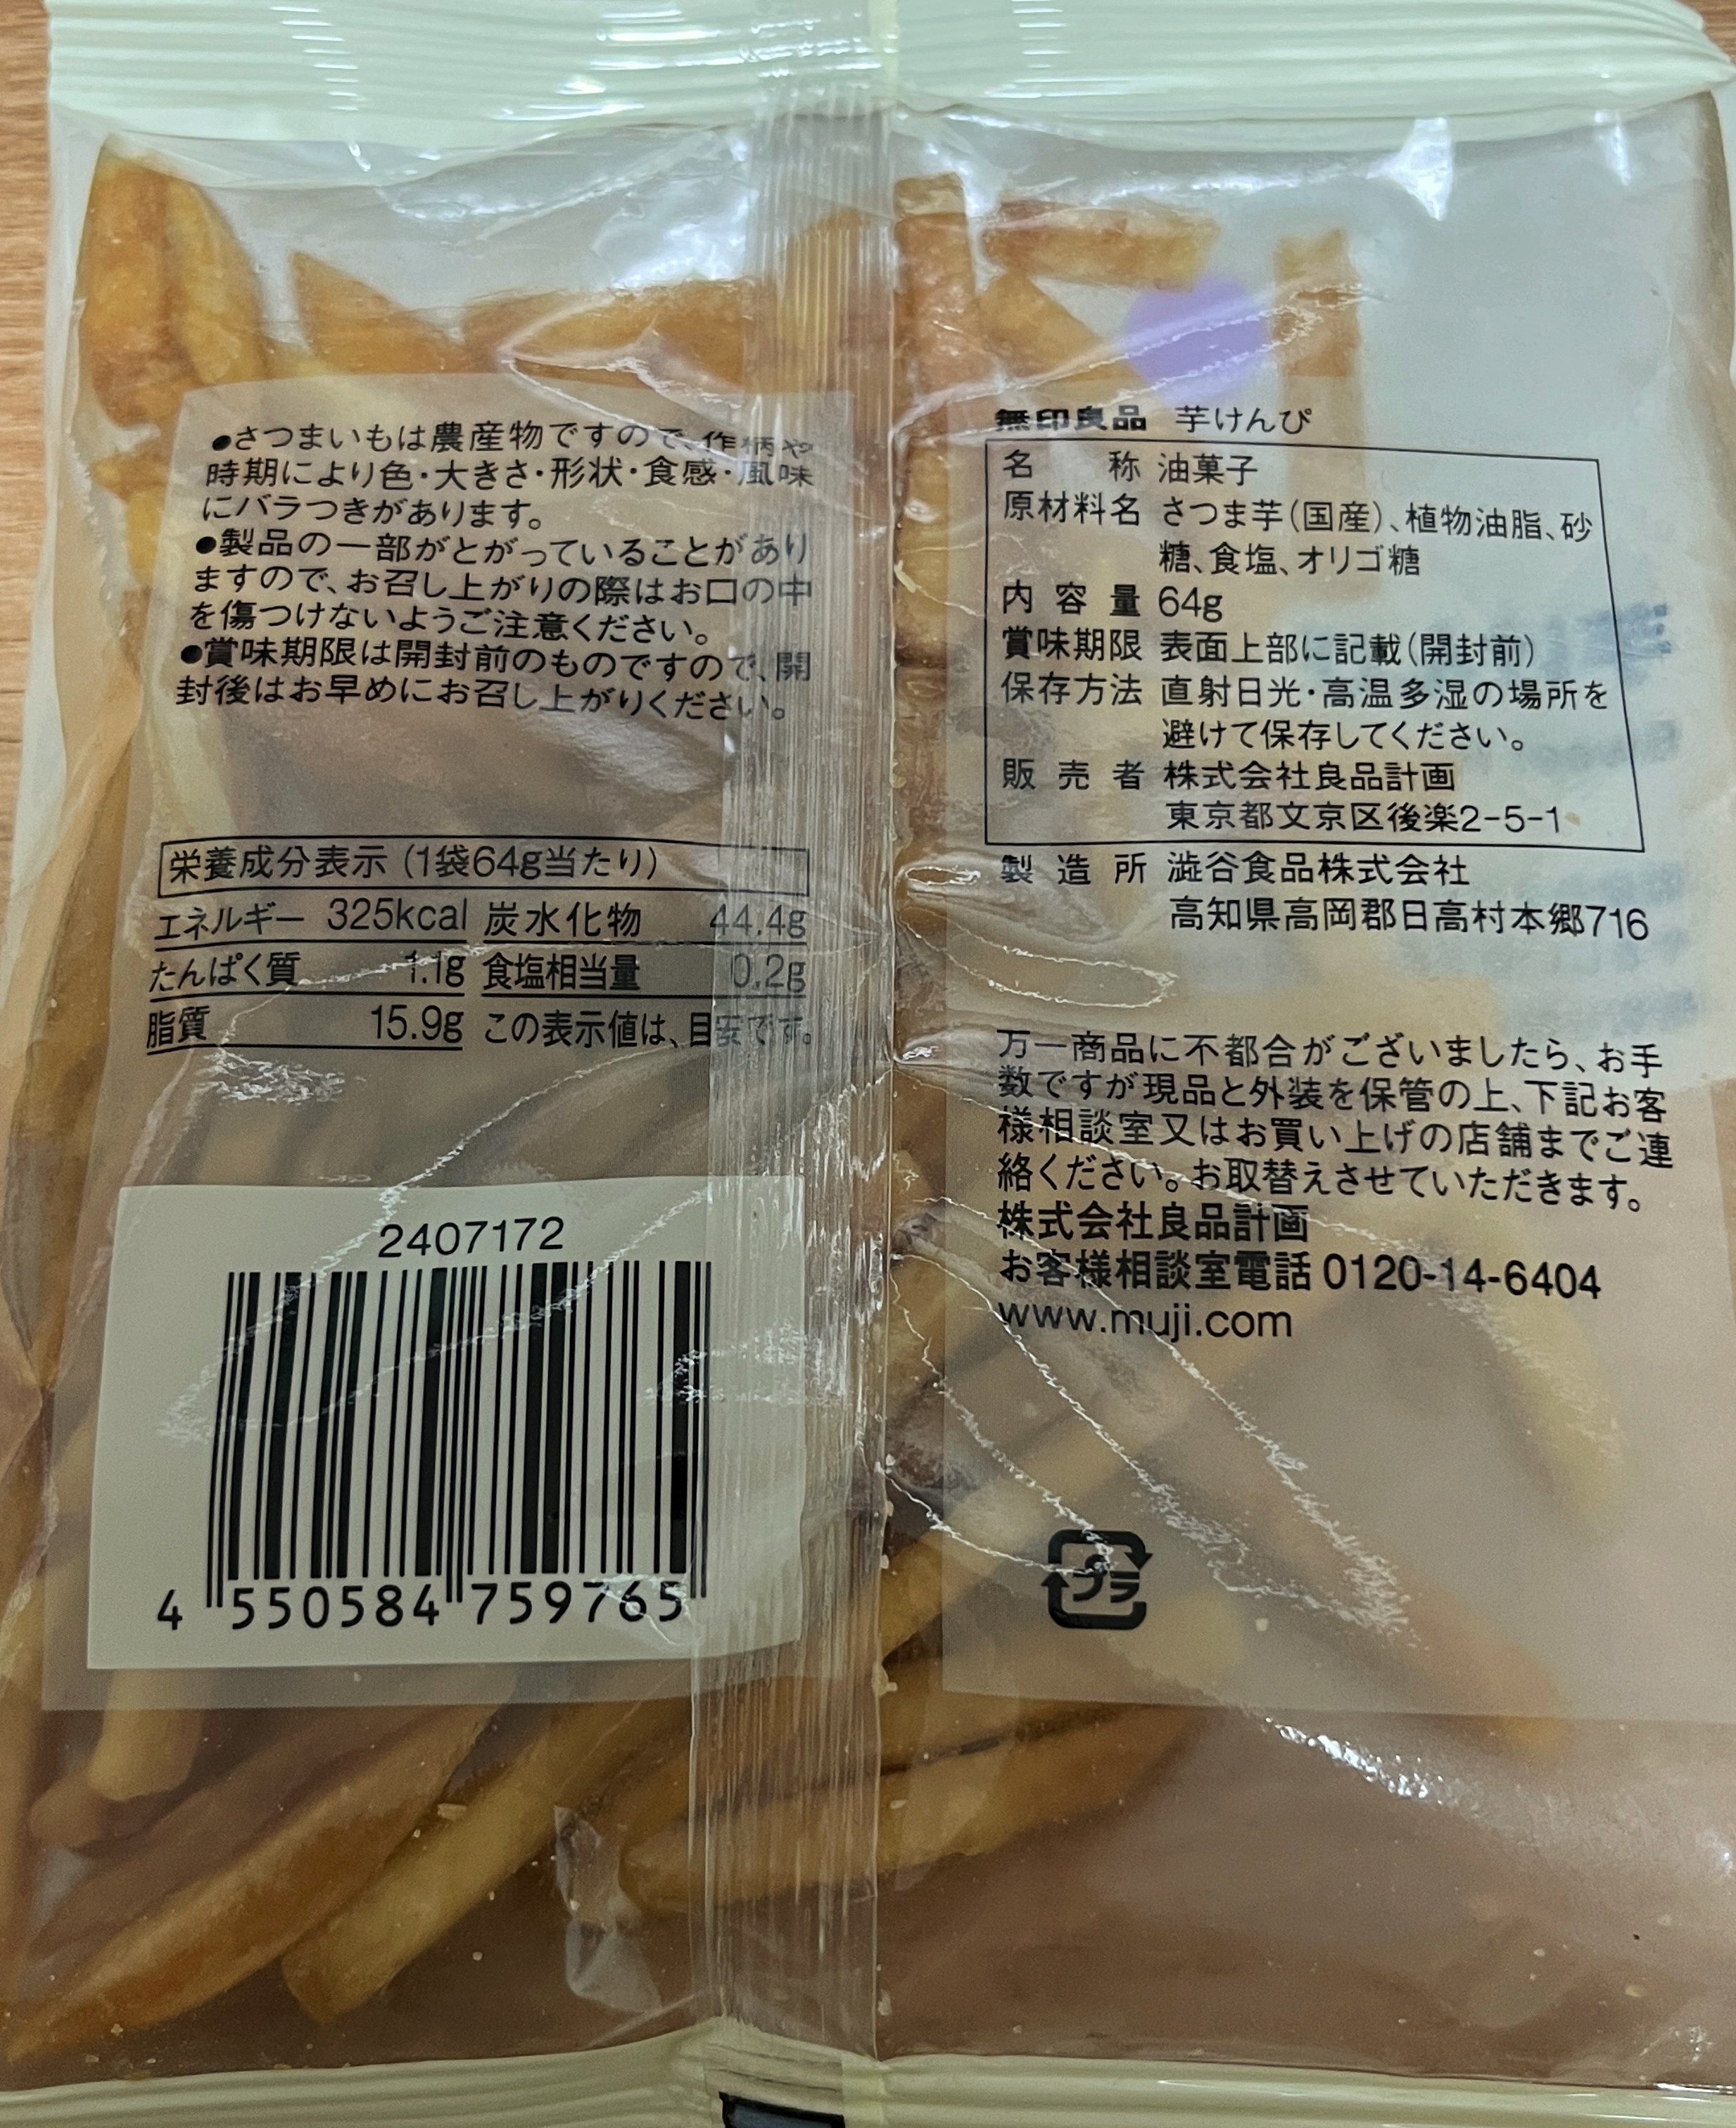 ●さつまいもは農産物ですので、作柄や
時期により色・大きさ・形状・食感・風味
にバラつきがあります。
●製品の一部がとがっていることがあり
ますので、お召し上がりの際はお口の中
を傷つけないようご注意ください。
●賞味期限は開封前のものですので、開
封後はお早めにお召し上がりください。
栄養成分表示(1袋64g当たり)
エネルギー 325kcal 炭水化物 44.4g
たんぱく質 1.1g 食塩相当量 0.2g
脂質 15.9g この表示値は、目安です。
2407172
4 550584 759765
無印良品 芋けんぴ
名称 油菓子
原材料名 さつま芋(国産)、植物油脂、砂
糖、食塩、オリゴ糖
内容量 64g
賞味期限 表面上部に記載(開封前)
保存方法 直射日光・高温多湿の場所を
避けて保存してください。
販売者 株式会社良品計画
東京都文京区後楽2-5-1
製造所 澁谷食品株式会社
高知県高岡郡日高村本郷716
万一商品に不都合がございましたら、お手
数ですが現品と外装を保管の上、下記お客
様相談室又はお買い上げの店舗までご連
絡ください。お取替えさせていただきます。
株式会社良品計画
お客様相談室電話 0120-14-6404
www.muji.com
プラ